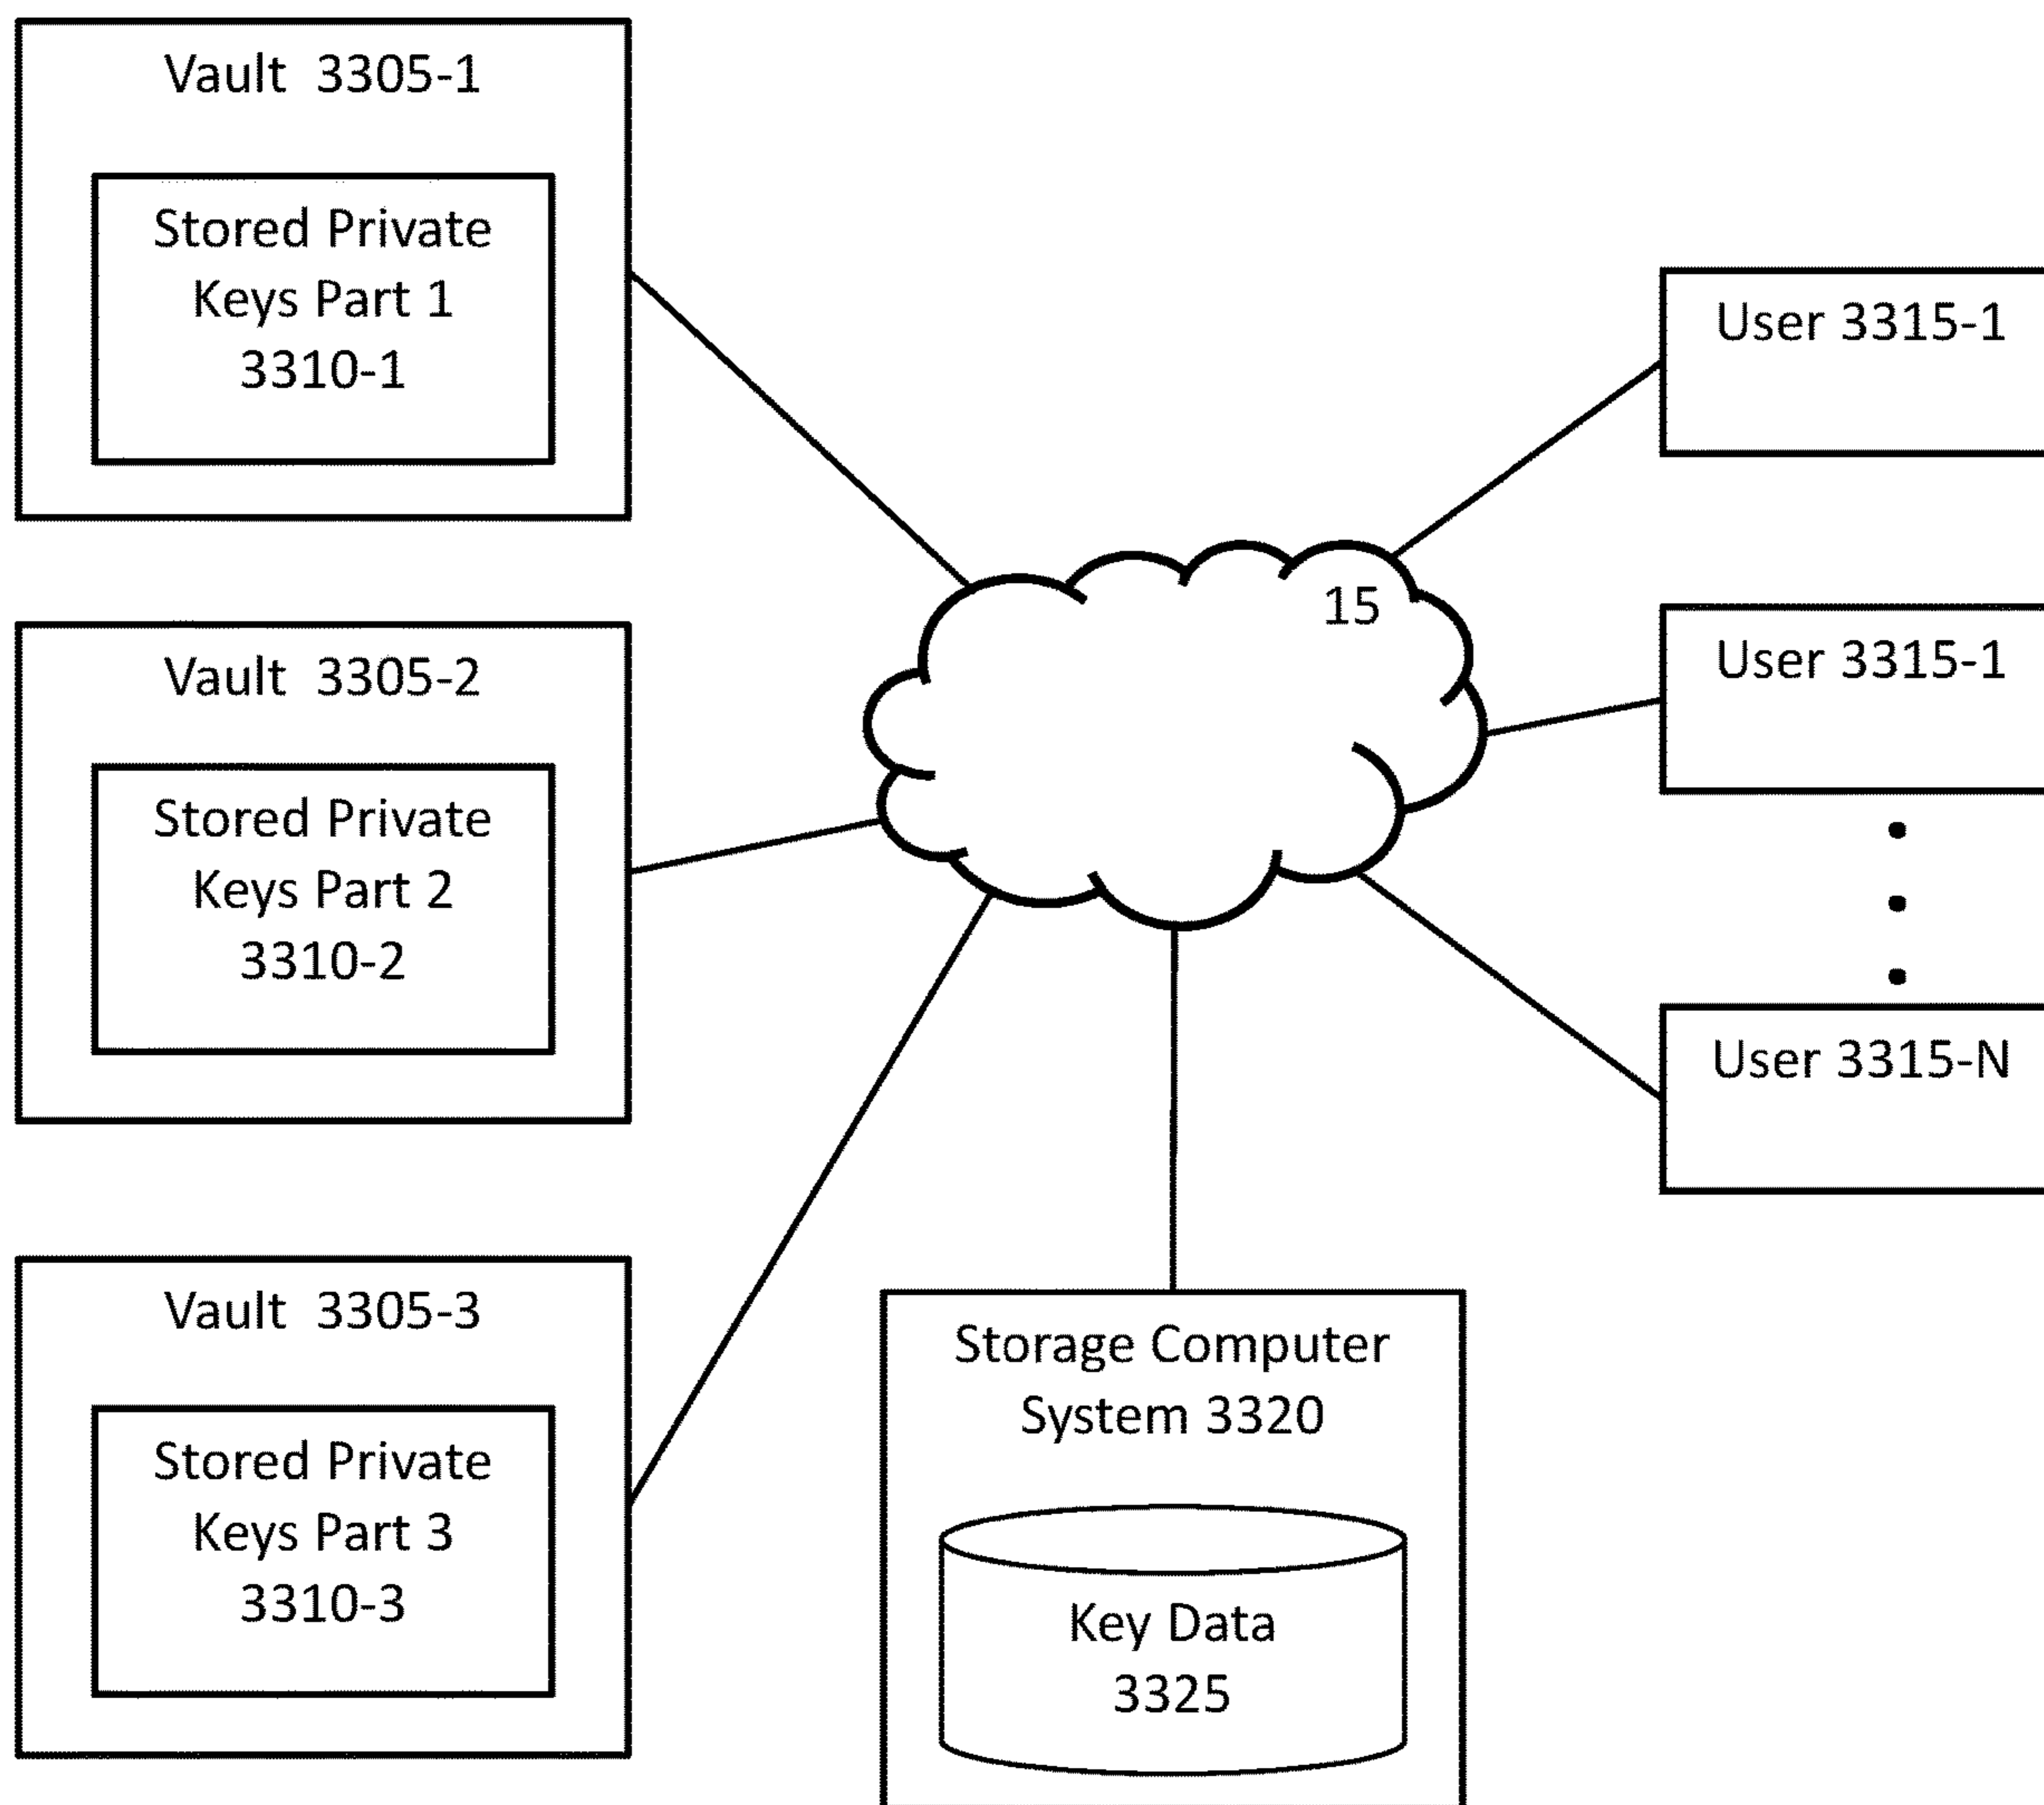 Vault 3305-1
Stored Private
Keys Part 1
3310-1
Vault 3305-2
Stored Private
Keys Part 2
3310-2
Vault 3305-3
Stored Private
Keys Part 3
3310-3
15
User 3315-1
User 3315-1
User 3315-N
Storage Computer
System 3320
Key Data
3325